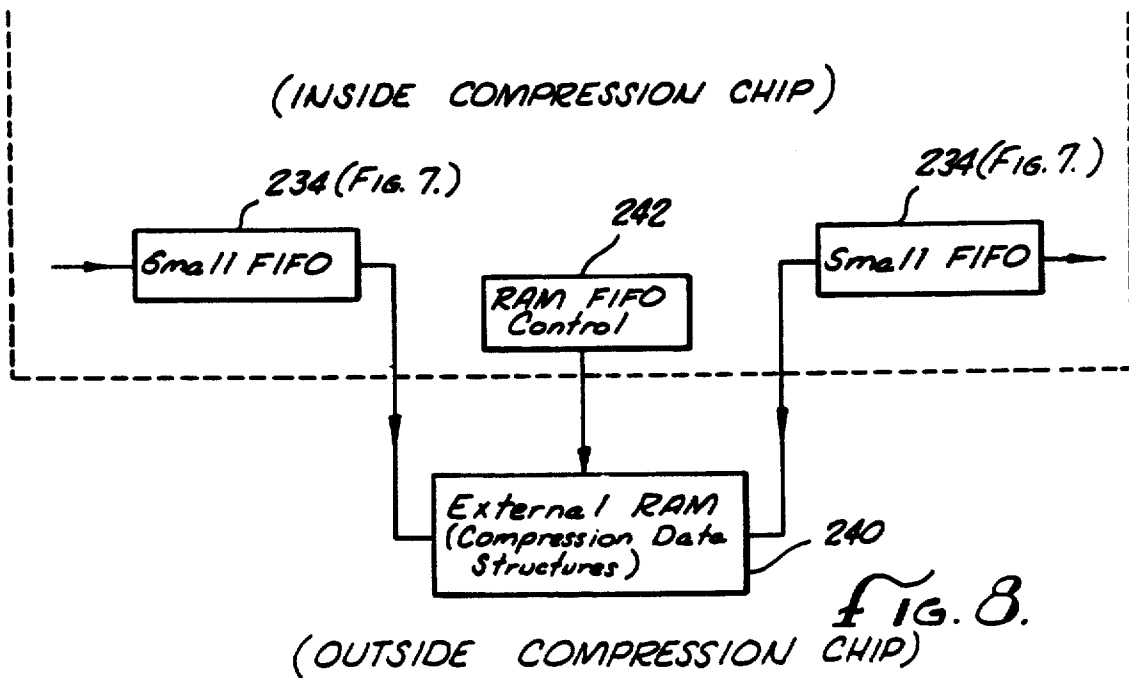 (INSIDE COMPRESSION CHIP)
234 (FIG. 7.)
234 (FIG. 7.)
242
Small FIFO
Small FIFO
RAM FIFO
Control
External RAM
(Compression Data
Structures)
240
FIG. 8.
(OUTSIDE COMPRESSION CHIP)